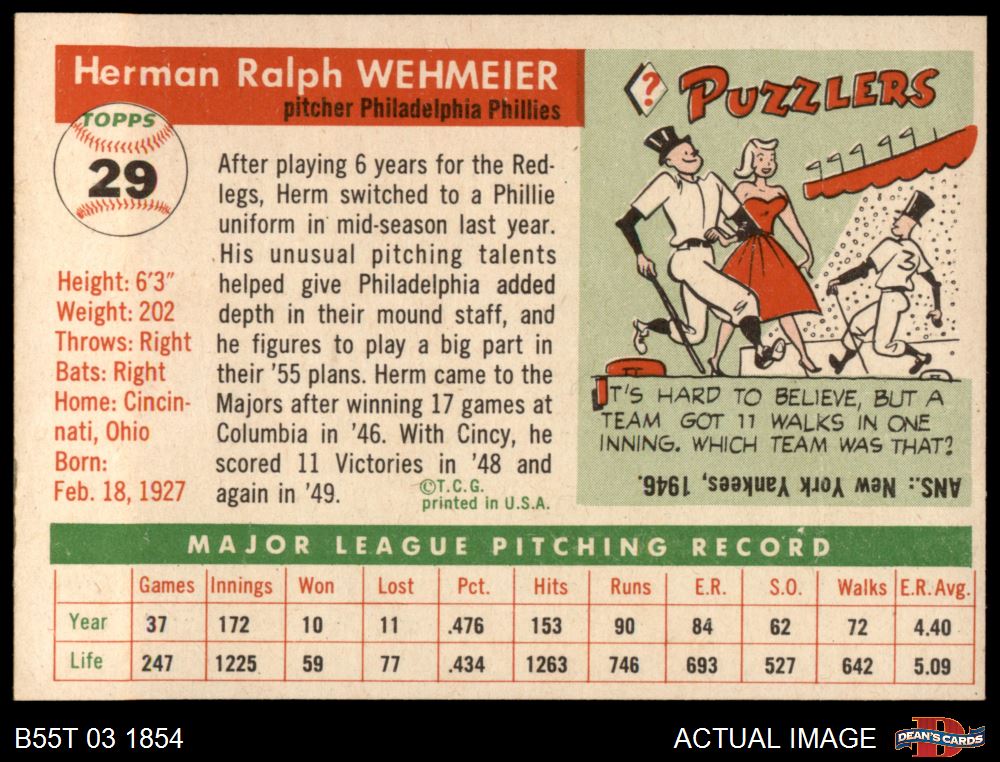 Herman Ralph WEHMEIER
pitcher Philadelphia Phillies
TOPPS
29
Height: 6'3"
Weight: 202
Throws: Right
Bats: Right
Home: Cincin-
nati, Ohio
Born:
Feb. 18, 1927
After playing 6 years for the Red-
legs, Herm switched to a Phillie
uniform in mid-season last year.
His unusual pitching talents
helped give Philadelphia added
depth in their mound staff, and
he figures to play a big part in
their '55 plans. Herm came to the
Majors after winning 17 games at
Columbia in '46. With Cincy, he
scored 11 Victories in '48 and
again in '49.
©T.C.G.
printed in U.S.A.
?
PUZZLERS
3
IT'S HARD TO BELIEVE, BUT A
TEAM GOT 11 WALKS IN ONE
INNING. WHICH TEAM WAS THAT?
ANS.: New York Yankees, 1946.
MAJOR LEAGUE PITCHING RECORD
Games Innings Won Lost Pct. Hits Runs E.R. S.O. Walks E.R. Avg.
Year 37 172 10 11 .476 153 90 84 62 72 4.40
Life 247 1225 59 77 .434 1263 746 693 527 642 5.09
B55T 03 1854
ACTUAL IMAGE
DEAN'S CARDS